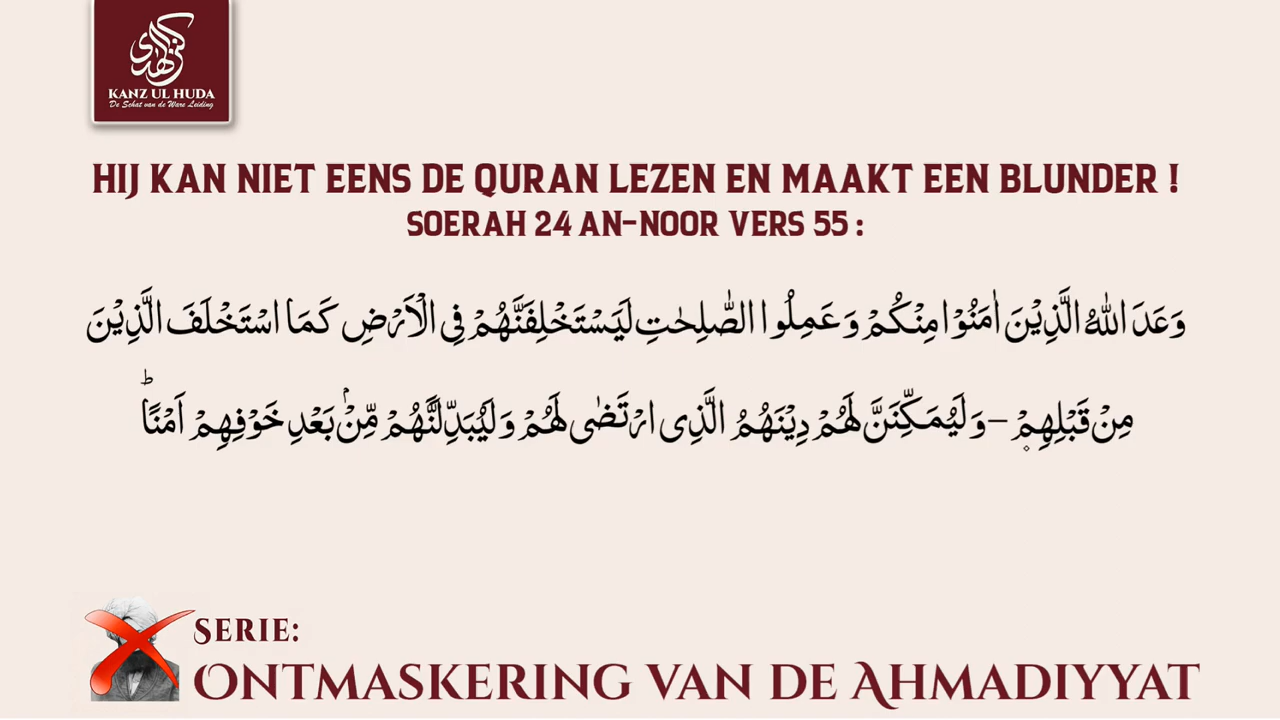 كنز الهدى
KANZ UL HUDA
De Schat van de Ware Leiding
HIJ KAN NIET EENS DE QURAN LEZEN EN MAAKT EEN BLUNDER !
SOERAH 24 AN-NOOR VERS 55 :
وَعَدَ اللّٰهُ الَّذِيْنَ اٰمَنُوْا مِنْكُمْ وَعَمِلُوا الصّٰلِحٰتِ لَيَسْتَخْلِفَنَّهُمْ فِى الْاَرْضِ كَمَا اسْتَخْلَفَ الَّذِيْنَ
مِنْ قَبْلِهِمْ۪ – وَلَيُمَكِّنَنَّ لَهُمْ دِيْنَهُمُ الَّذِى ارْتَضٰى لَهُمْ وَلَيُبَدِّلَنَّهُمْ مِّنْۢ بَعْدِ خَوْفِهِمْ اَمْنًاؕ
SERIE:
ONTMASKERING VAN DE AHMADIYYAT